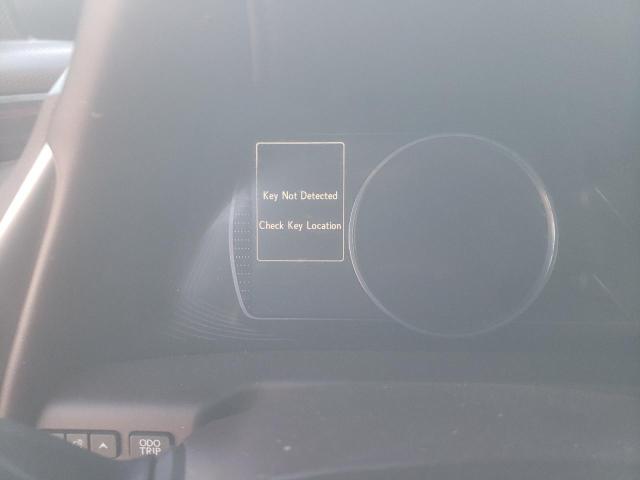 Key Not Detected
Check Key Location
ODO
TRIP